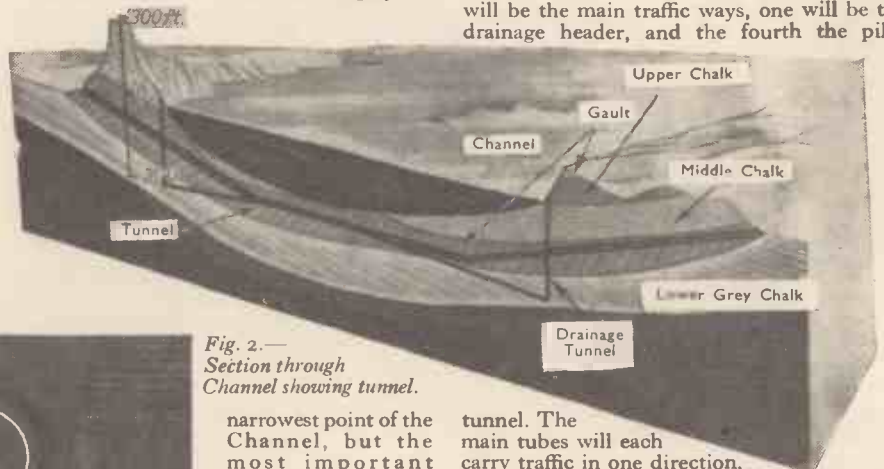 will be the main traffic ways, one will be t
drainage header, and the fourth the pil
300ft.
Upper Chalk
Gault
Channel
Middle Chalk
Tunnel
Lower Grey Chalk
Drainage
Tunnel
Fig. 2.—
Section through
Channel showing tunnel.
narrowest point of the
Channel, but the
most important
tunnel. The
main tubes will each
carry traffic in one direction.